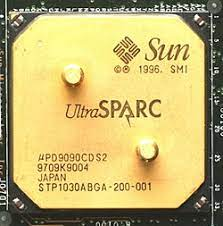 Sun
©© 1996, SMI
UltraSPARC
µPD9090CDS2
9709K9004
JAPAN
STP1030ABGA-200-001